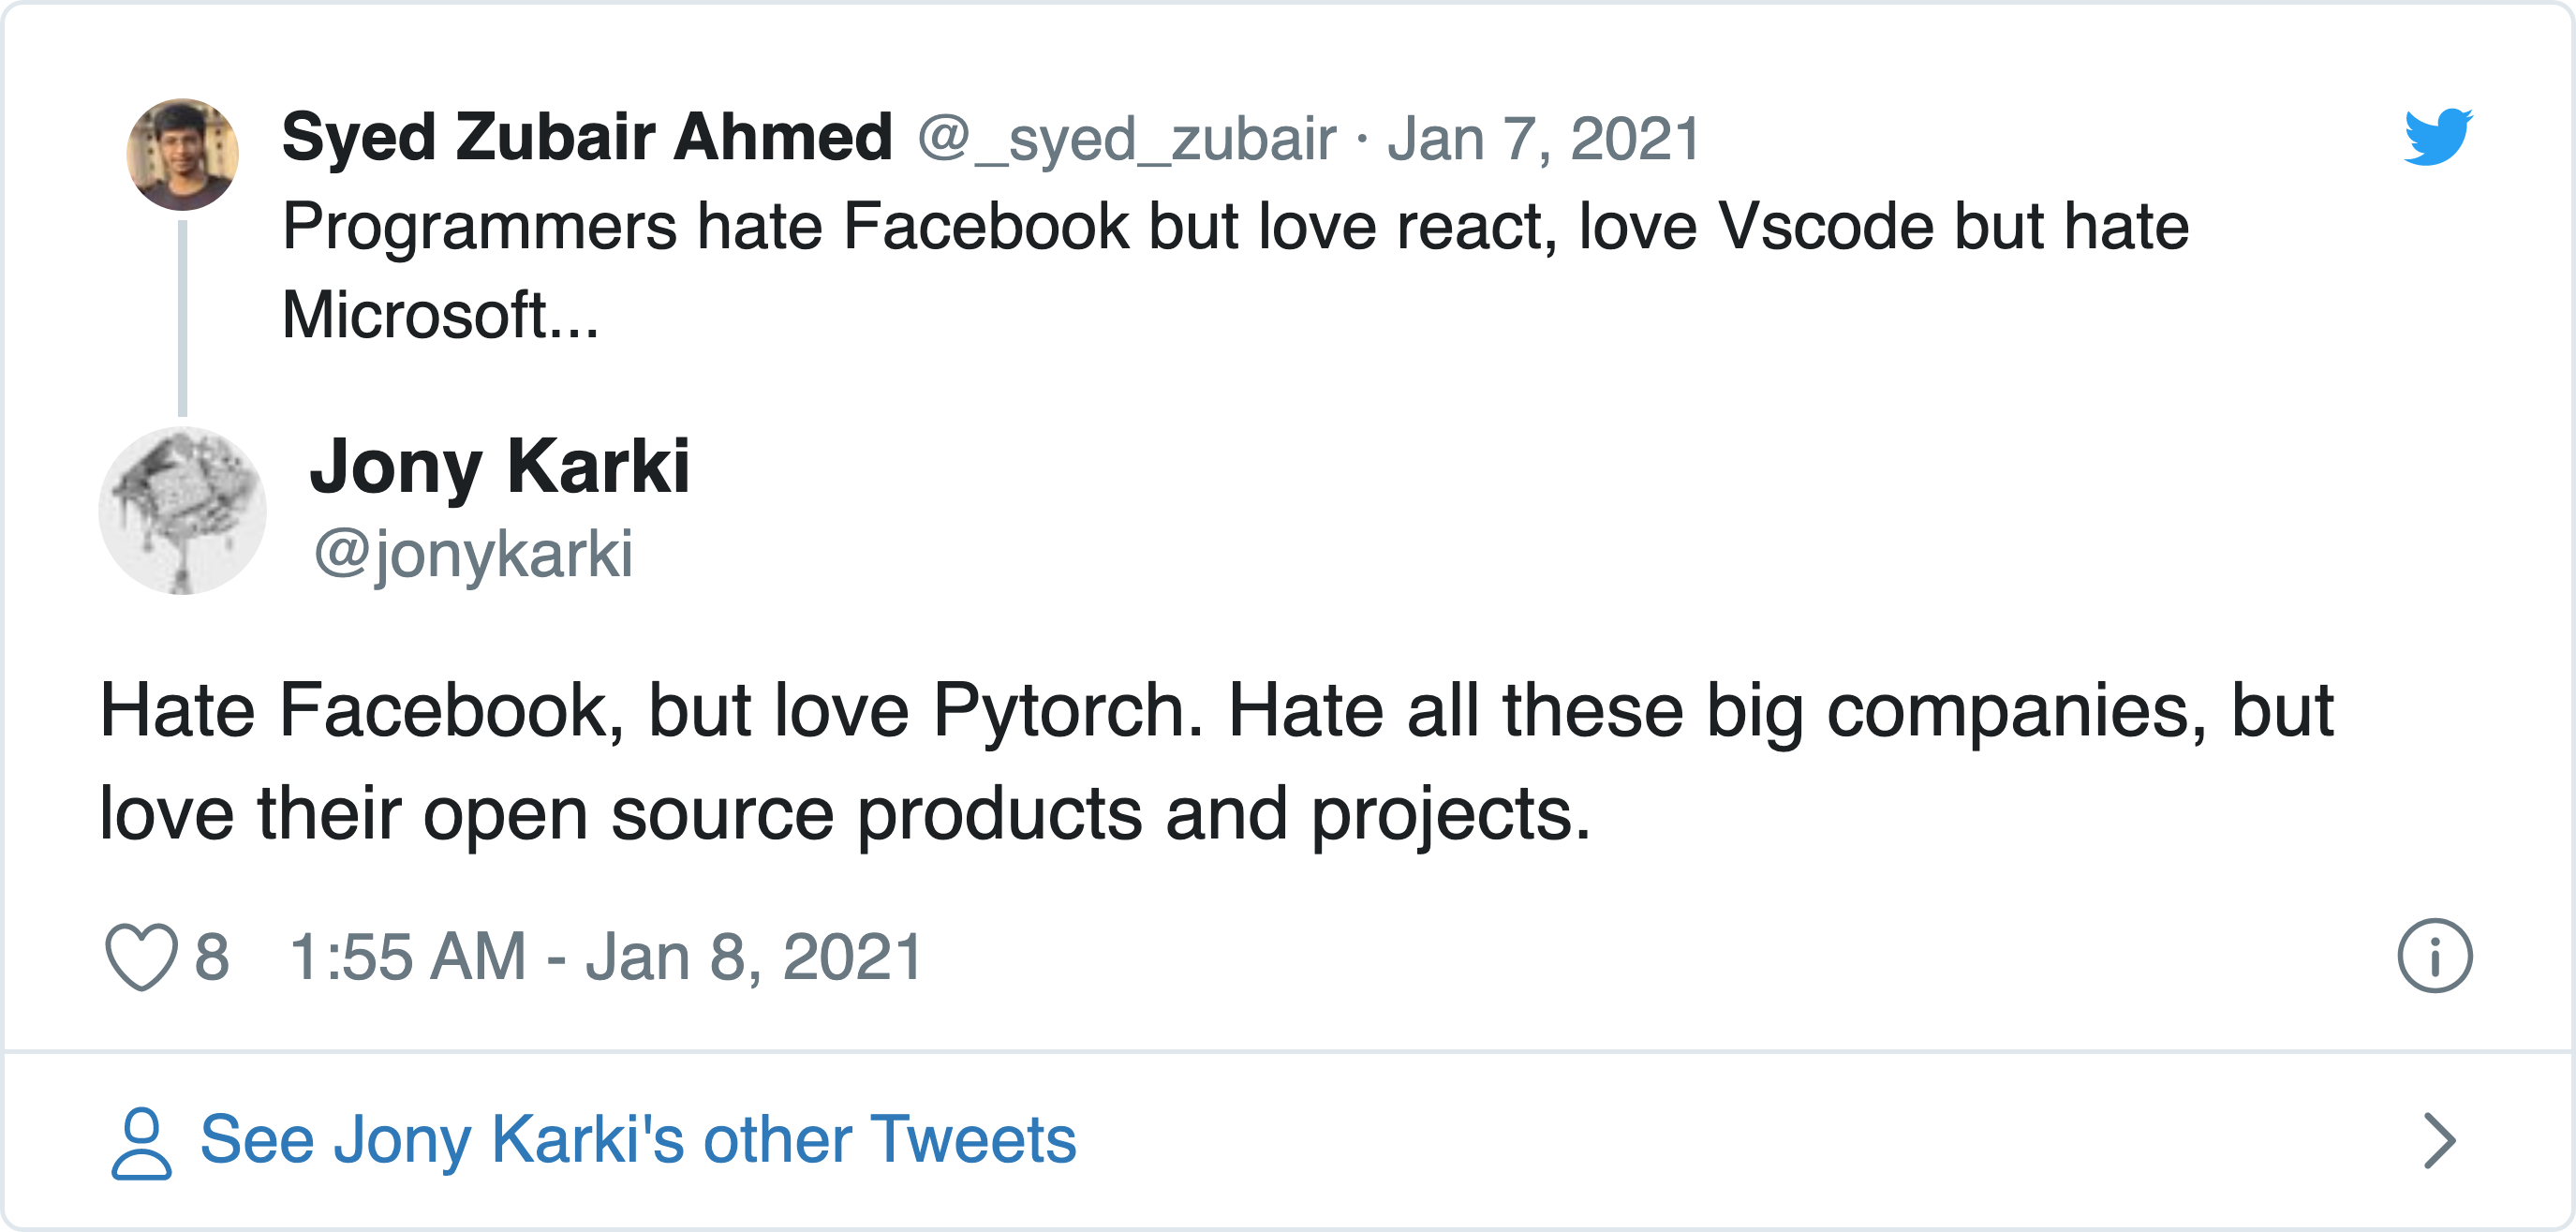 Syed Zubair Ahmed @_syed_zubair · Jan 7, 2021
Programmers hate Facebook but love react, love Vscode but hate
Microsoft...
Jony Karki
@jonykarki
Hate Facebook, but love Pytorch. Hate all these big companies, but
love their open source products and projects.
8 1:55 AM - Jan 8, 2021
See Jony Karki's other Tweets